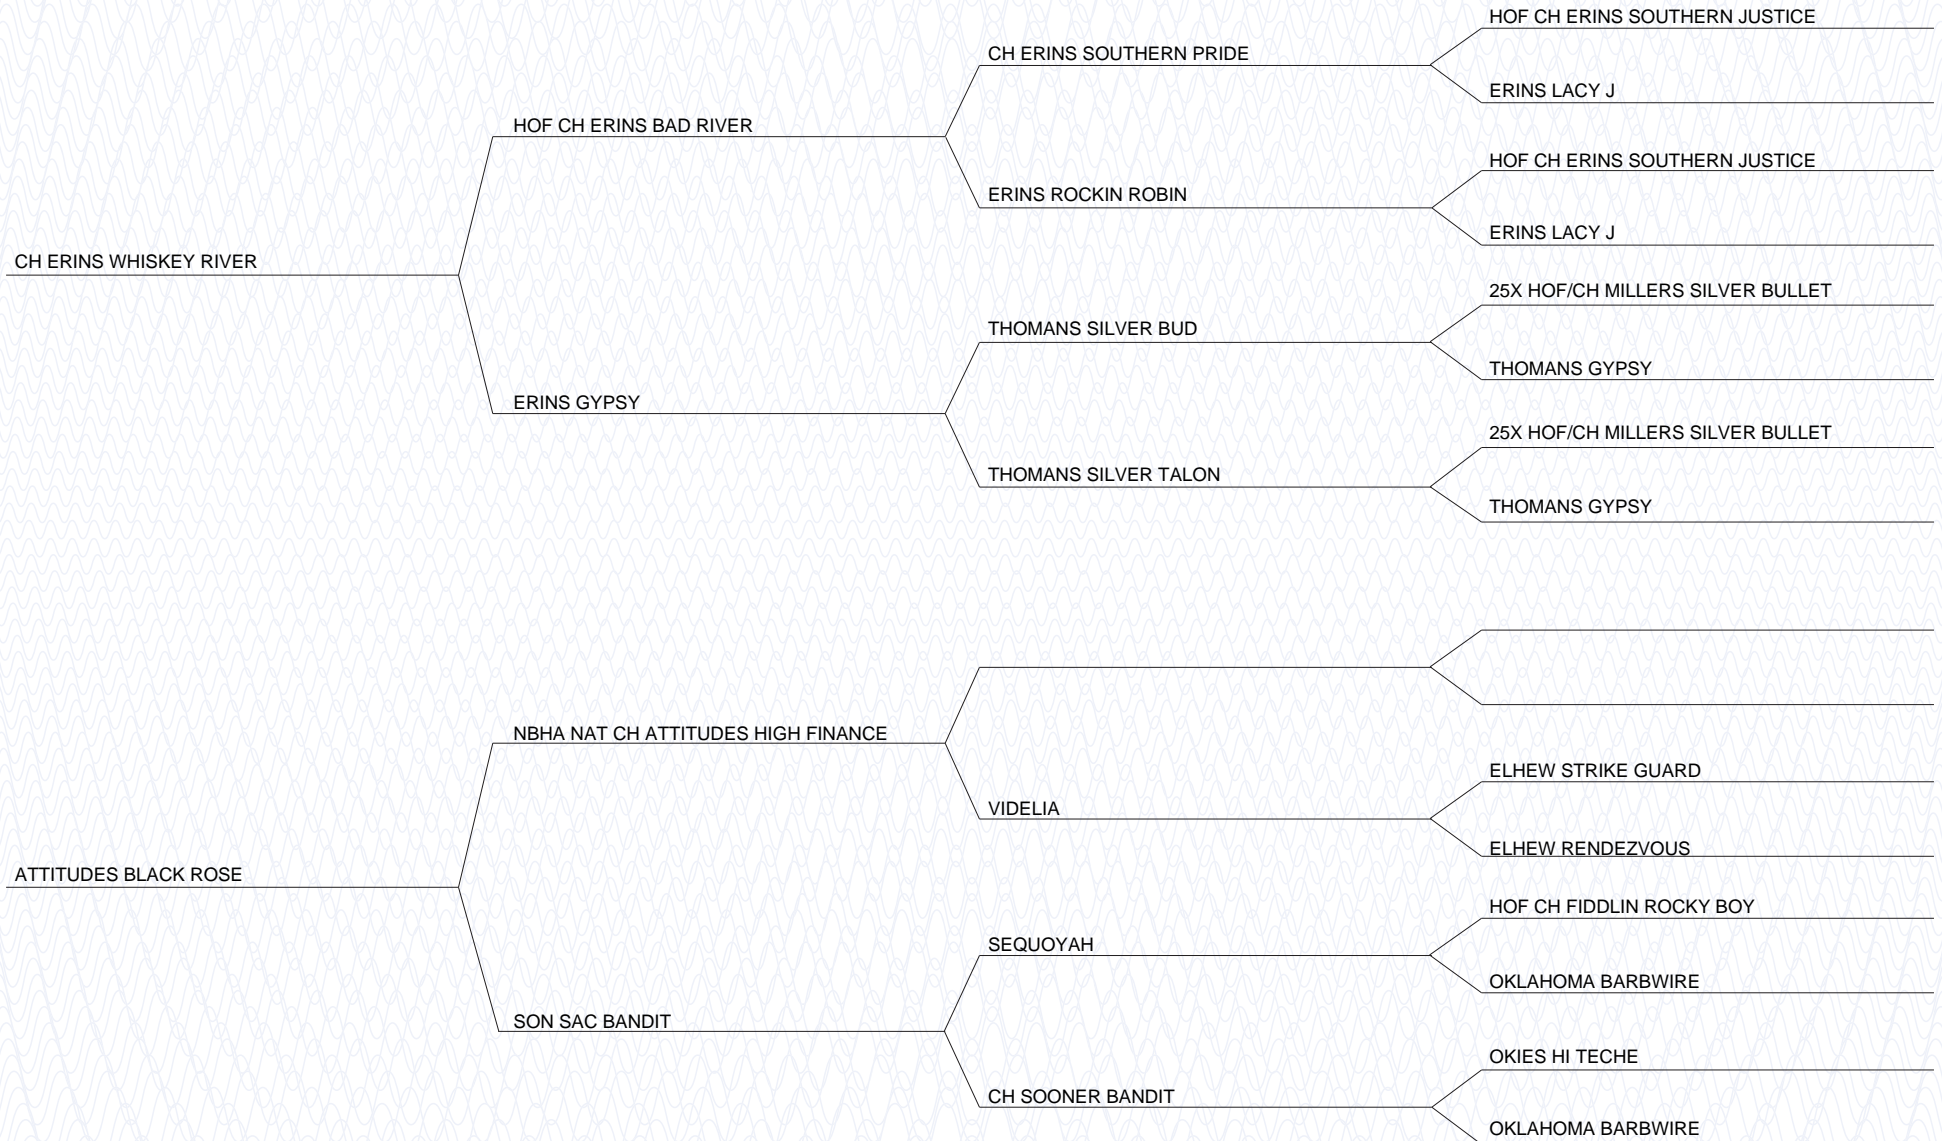 HOF CH ERINS SOUTHERN JUSTICE
CH ERINS SOUTHERN PRIDE
ERINS LACY J
HOF CH ERINS BAD RIVER
HOF CH ERINS SOUTHERN JUSTICE
ERINS ROCKIN ROBIN
ERINS LACY J
CH ERINS WHISKEY RIVER
25X HOF/CH MILLERS SILVER BULLET
THOMANS SILVER BUD
THOMANS GYPSY
ERINS GYPSY
25X HOF/CH MILLERS SILVER BULLET
THOMANS SILVER TALON
THOMANS GYPSY
NBHA NAT CH ATTITUDES HIGH FINANCE
ELHEW STRIKE GUARD
VIDELIA
ELHEW RENDEZVOUS
ATTITUDES BLACK ROSE
HOF CH FIDDLIN ROCKY BOY
SEQUOYAH
OKLAHOMA BARBWIRE
SON SAC BANDIT
OKIES HI TECHE
CH SOONER BANDIT
OKLAHOMA BARBWIRE